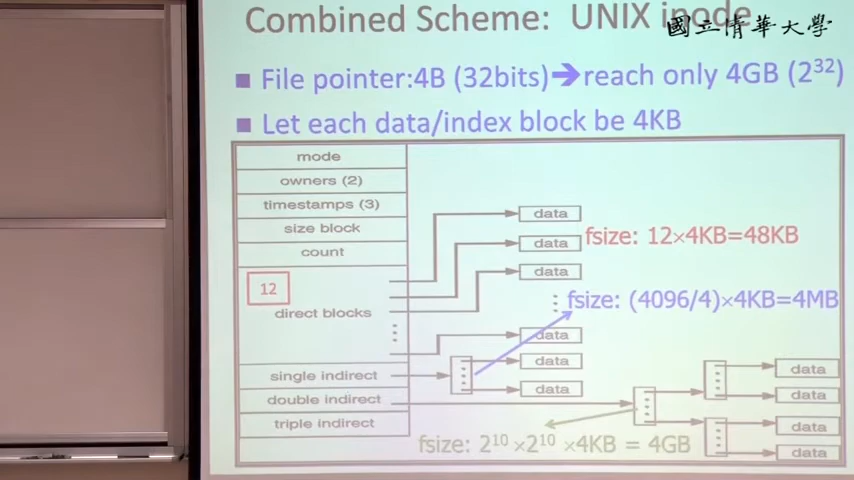 Combined Scheme: UNIX inode
國立清華大學
■ File pointer:4B (32bits)➔reach only 4GB (2³²)
■ Let each data/index block be 4KB
mode
owners (2)
timestamps (3)
size block
count
12
direct blocks
single indirect
double indirect
triple indirect
data
data
data
data
data
data
fsize: 12×4KB=48KB
fsize: (4096/4)×4KB=4MB
data
data
data
data
fsize: 2¹⁰ ×2¹⁰ ×4KB = 4GB